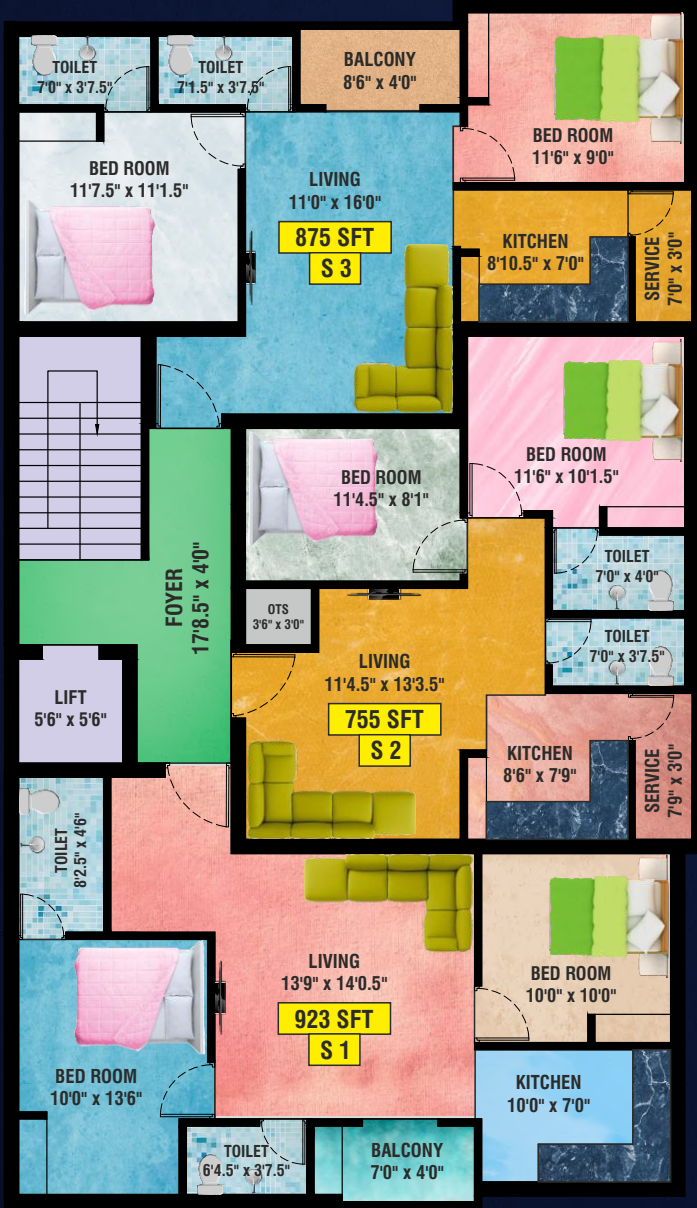 TOILET
7'0" x 3'7.5"
TOILET
7'1.5" x 3'7.5"
BALCONY
8'6" x 4'0"
BED ROOM
11'6" x 9'0"
BED ROOM
11'7.5" x 11'1.5"
LIVING
11'0" x 16'0"
875 SFT
S 3
KITCHEN
8'10.5" x 7'0"
SERVICE
7'0" x 3'0"
BED ROOM
11'6" x 10'1.5"
BED ROOM
11'4.5" x 8'1"
FOYER
17'8.5" x 4'0"
OTS
3'6" x 3'0"
TOILET
7'0" x 4'0"
TOILET
7'0" x 3'7.5"
LIVING
11'4.5" x 13'3.5"
755 SFT
S 2
LIFT
5'6" x 5'6"
KITCHEN
8'6" x 7'9"
SERVICE
7'9" x 3'0"
TOILET
8'2.5" x 4'6"
LIVING
13'9" x 14'0.5"
923 SFT
S 1
BED ROOM
10'0" x 10'0"
BED ROOM
10'0" x 13'6"
KITCHEN
10'0" x 7'0"
TOILET
6'4.5" x 3'7.5"
BALCONY
7'0" x 4'0"